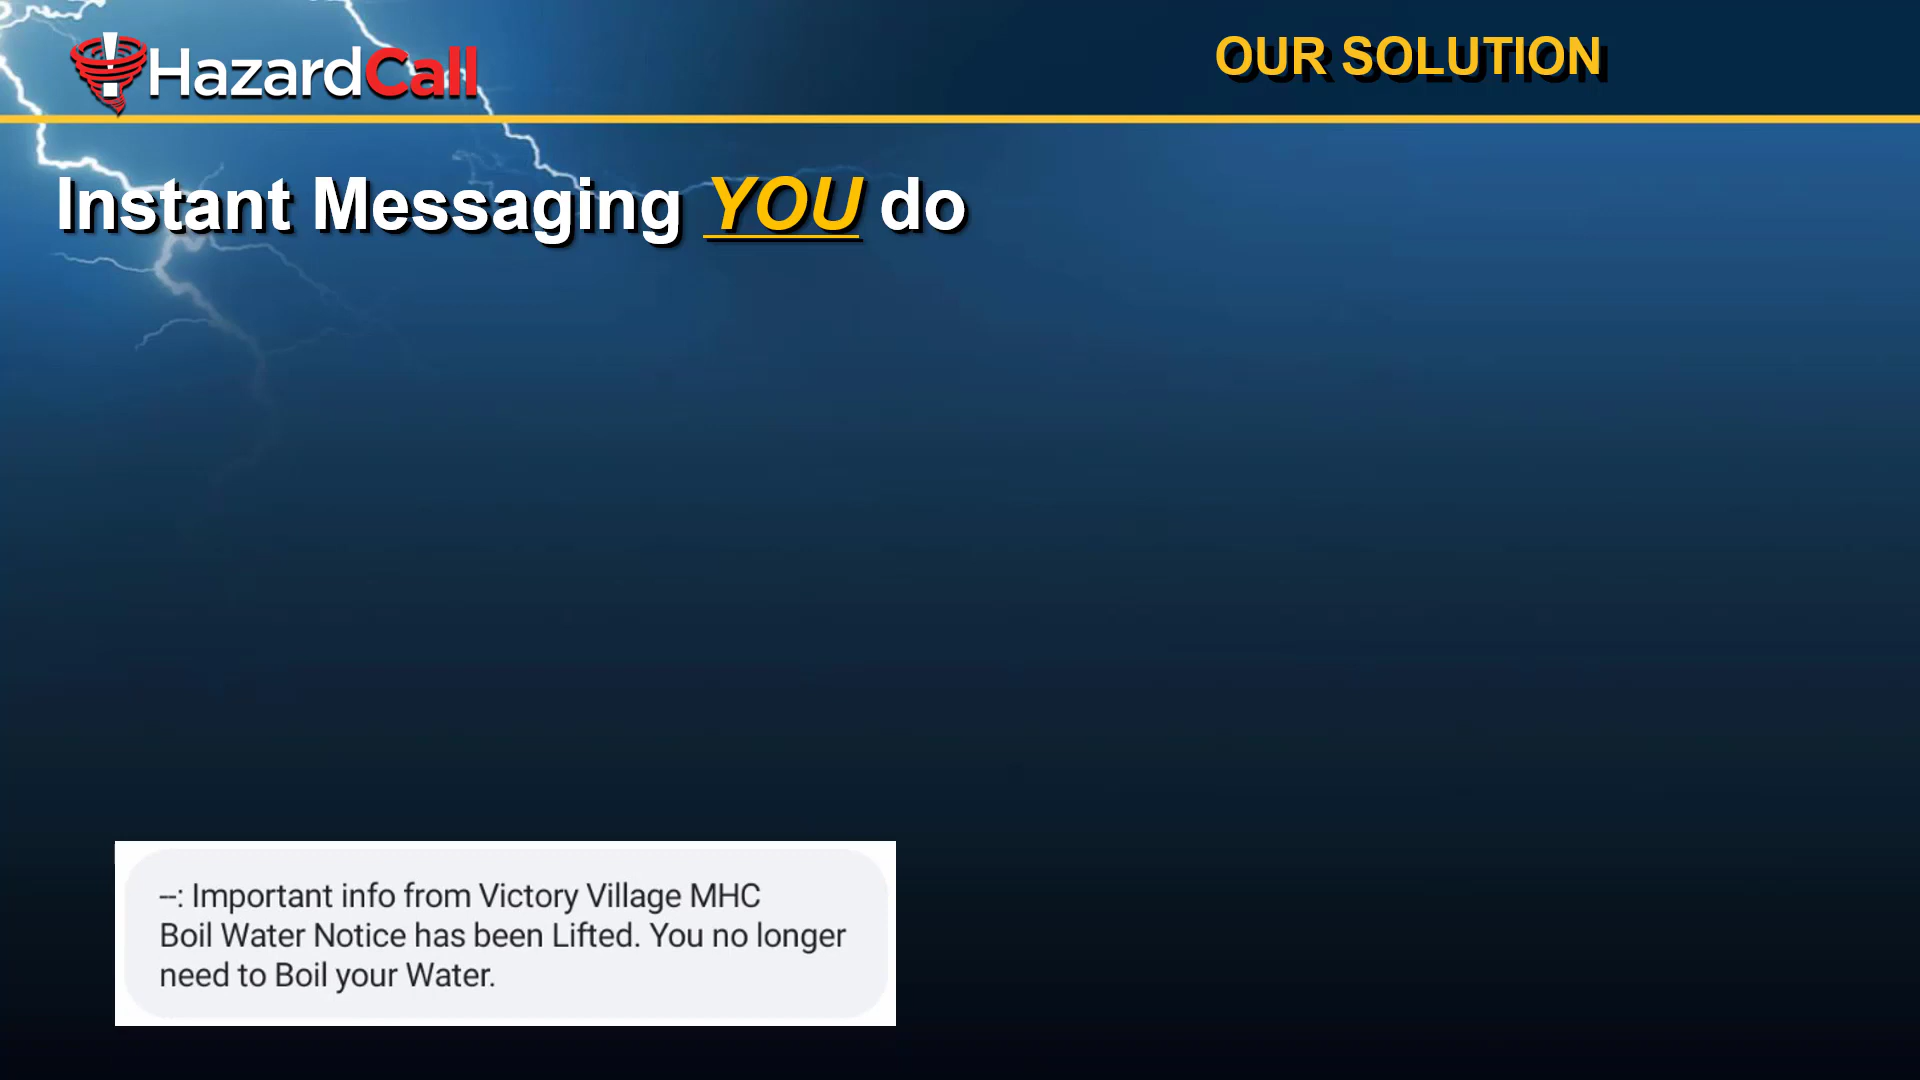 HazardCall
OUR SOLUTION
Instant Messaging YOU do
--: Important info from Victory Village MHC
Boil Water Notice has been Lifted. You no longer
need to Boil your Water.